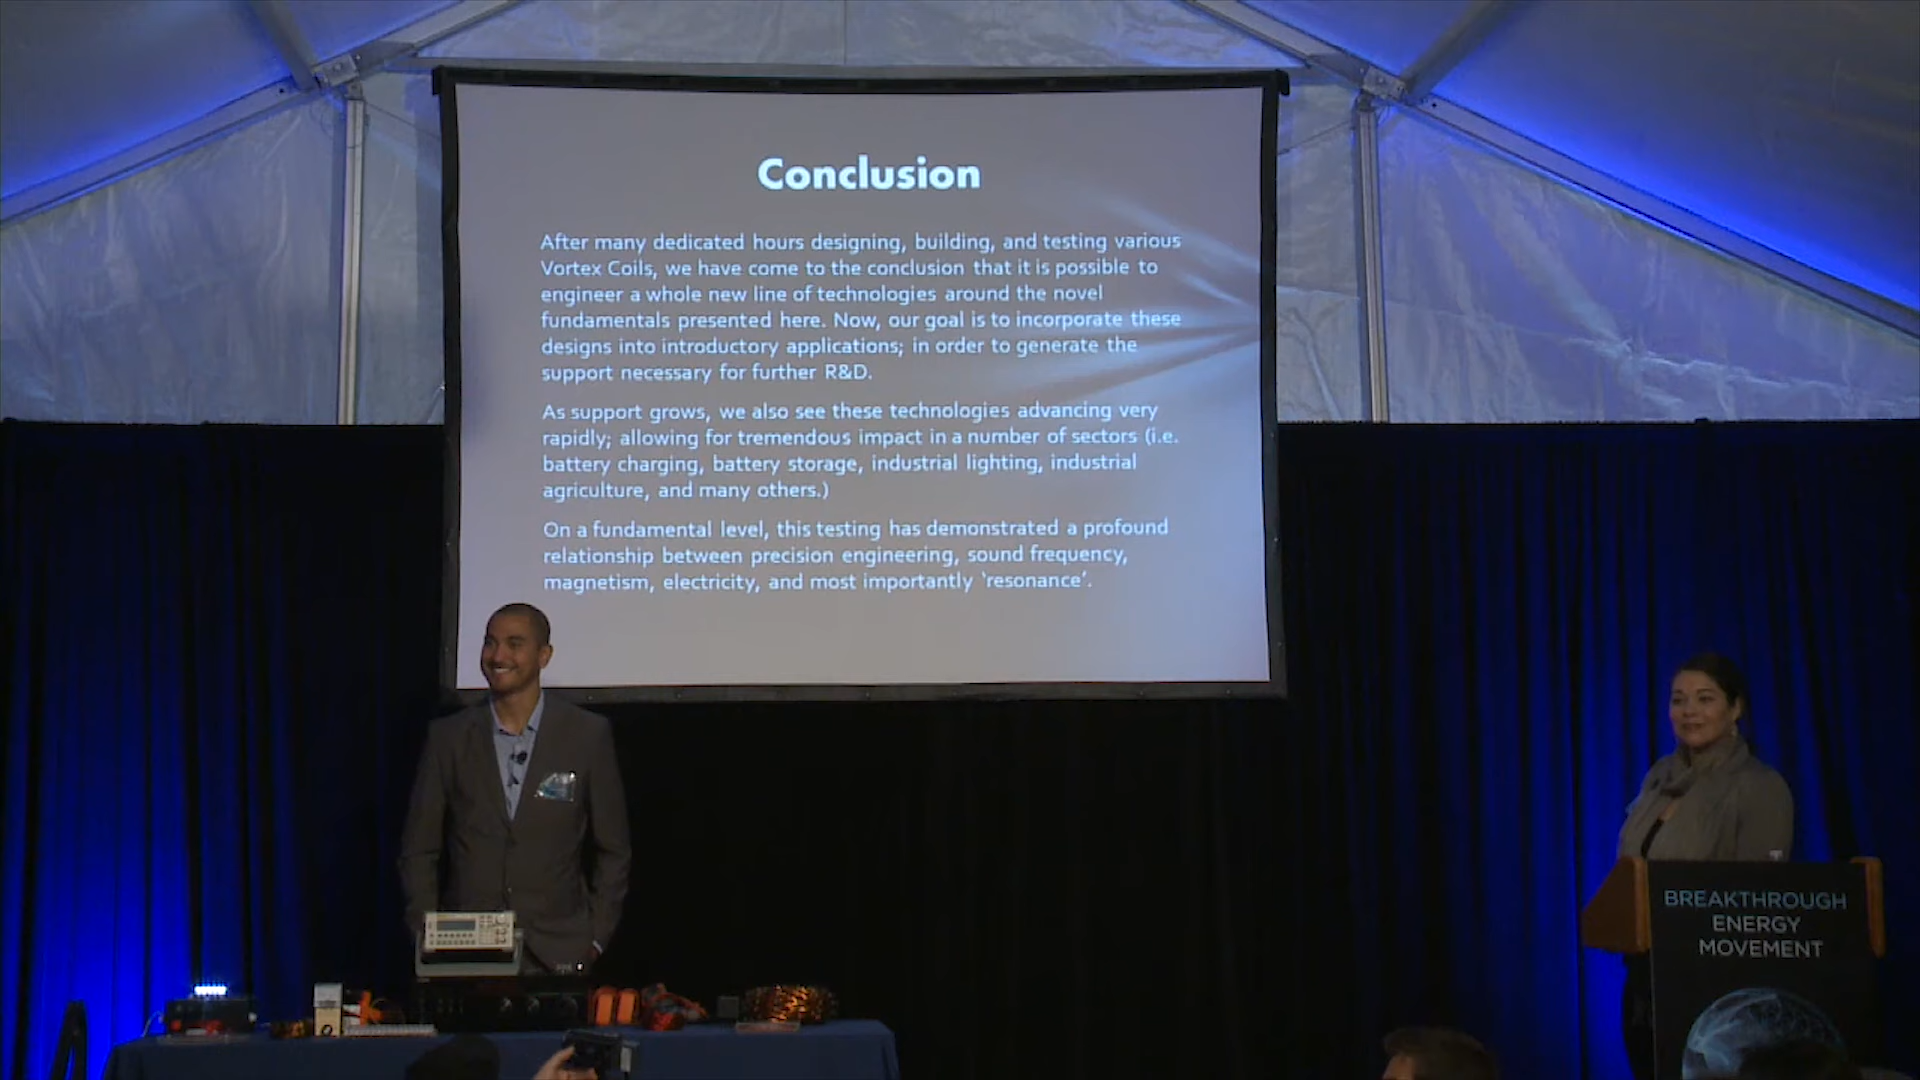 Conclusion
After many dedicated hours designing, building, and testing various
Vortex Coils, we have come to the conclusion that it is possible to
engineer a whole new line of technologies around the novel
fundamentals presented here. Now, our goal is to incorporate these
designs into introductory applications; in order to generate the
support necessary for further R&D.
As support grows, we also see these technologies advancing very
rapidly; allowing for tremendous impact in a number of sectors (i.e.
battery charging, battery storage, industrial lighting, industrial
agriculture, and many others.)
On a fundamental level, this testing has demonstrated a profound
relationship between precision engineering, sound frequency,
magnetism, electricity, and most importantly ‘resonance’.
BREAKTHROUGH
ENERGY
MOVEMENT